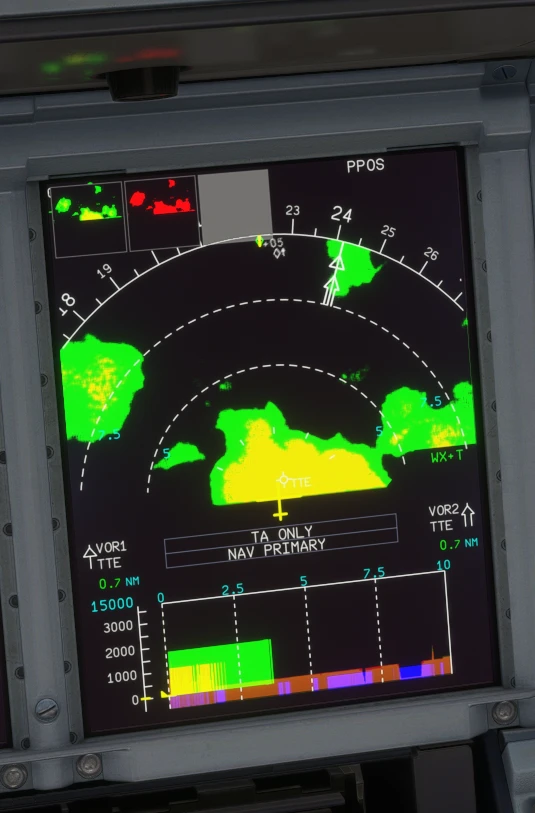 PPOS
18
19
23
24
25
26
+05
7.5
7.5
5
5
WX+T
TTE
TA ONLY
NAV PRIMARY
VOR1
TTE
0.7 NM
VOR2
TTE
0.7 NM
0
2.5
5
7.5
10
15000
3000
2000
1000
0